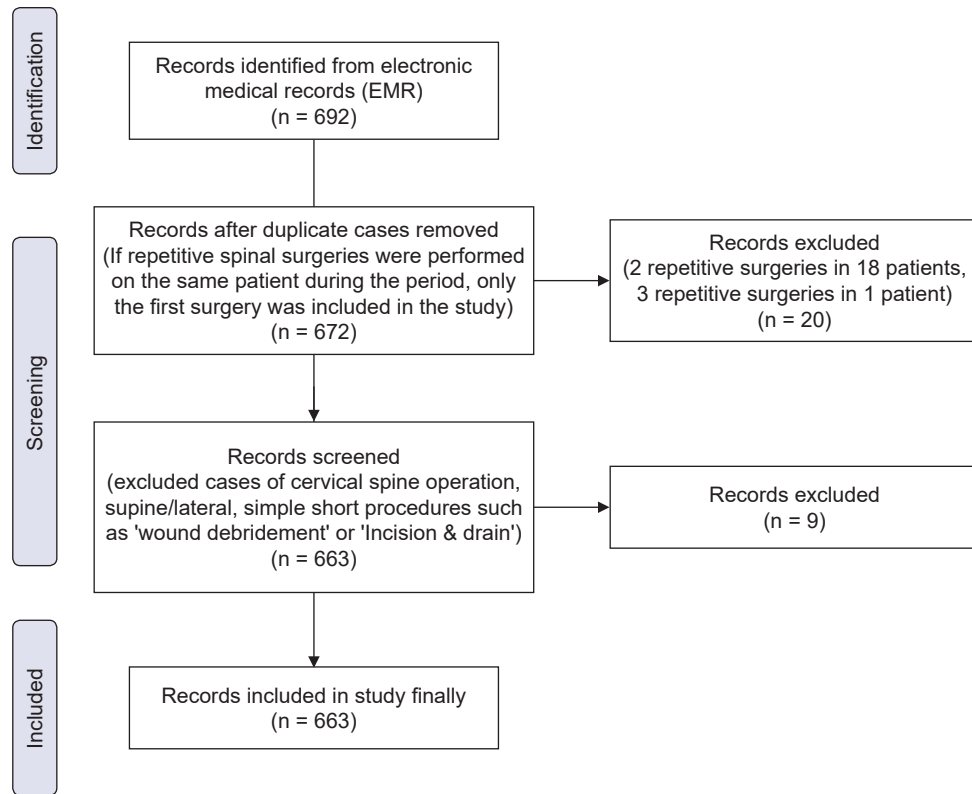 Identification
Records identified from electronic
medical records (EMR)
(n = 692)
Screening
Records after duplicate cases removed
(If repetitive spinal surgeries were performed
on the same patient during the period, only
the first surgery was included in the study)
(n = 672)
Records excluded
(2 repetitive surgeries in 18 patients,
3 repetitive surgeries in 1 patient)
(n = 20)
Records screened
(excluded cases of cervical spine operation,
supine/lateral, simple short procedures such
as 'wound debridement' or 'Incision & drain')
(n = 663)
Records excluded
(n = 9)
Included
Records included in study finally
(n = 663)